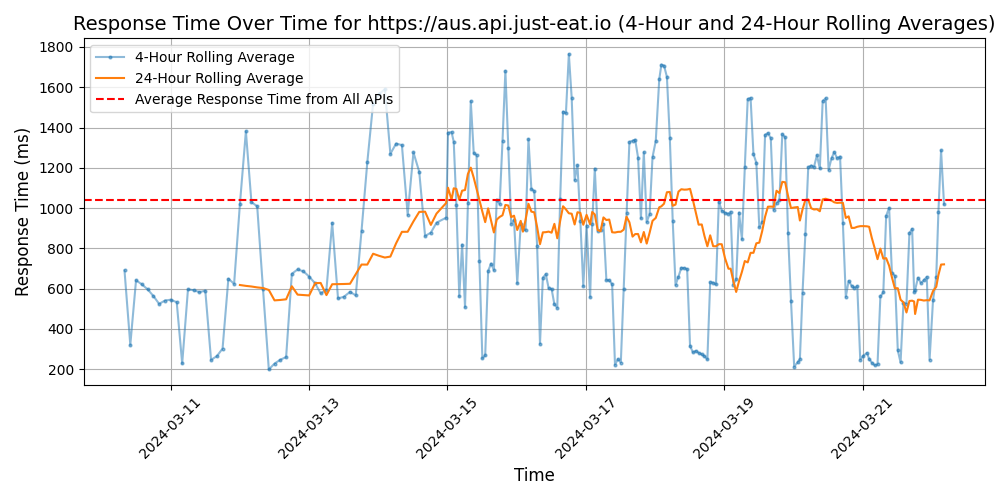 Response Time Over Time for https://aus.api.just-eat.io (4-Hour and 24-Hour Rolling Averages)
4-Hour Rolling Average
24-Hour Rolling Average
Average Response Time from All APIs
Response Time (ms)
1800
1600
1400
1200
1000
800
600
400
200
2024-03-11
2024-03-13
2024-03-15
2024-03-17
2024-03-19
2024-03-21
Time